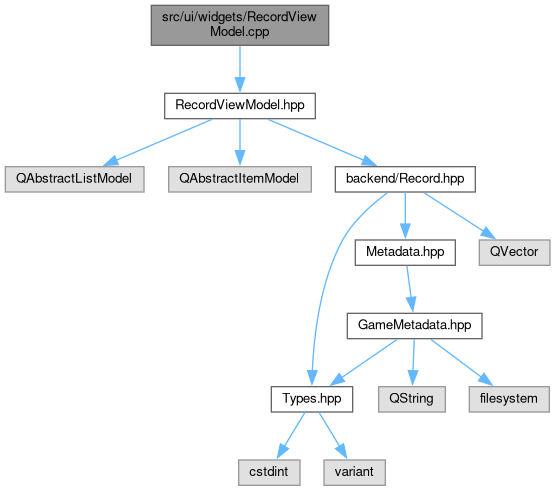 src/ui/widgets/RecordView
Model.cpp
RecordViewModel.hpp
QAbstractListModel
QAbstractItemModel
backend/Record.hpp
Metadata.hpp
QVector
GameMetadata.hpp
Types.hpp
QString
filesystem
cstdint
variant